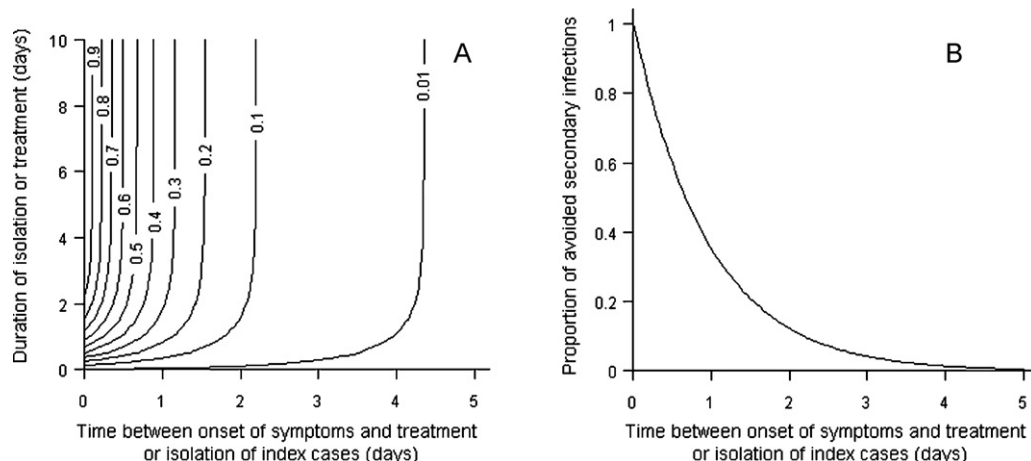 A
Duration of isolation or treatment (days)
10
8
6
4
2
0
0.9
0.8
0.7
0.6
0.5
0.4
0.3
0.2
0.1
0.01
0 1 2 3 4 5
Time between onset of symptoms and treatment
or isolation of index cases (days)
B
Proportion of avoided secondary infections
1
0.8
0.6
0.4
0.2
0
0 1 2 3 4 5
Time between onset of symptoms and treatment
or isolation of index cases (days)